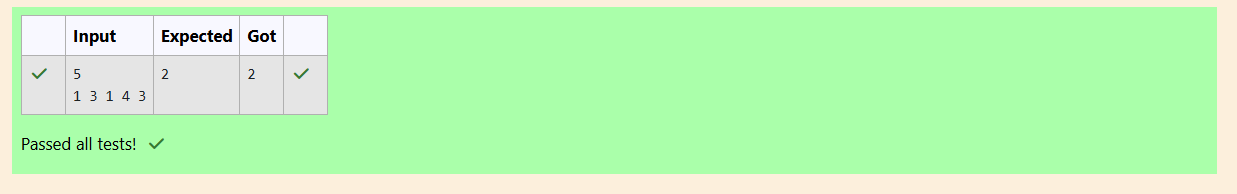 Input Expected Got
5 2 2
1 3 1 4 3
Passed all tests!